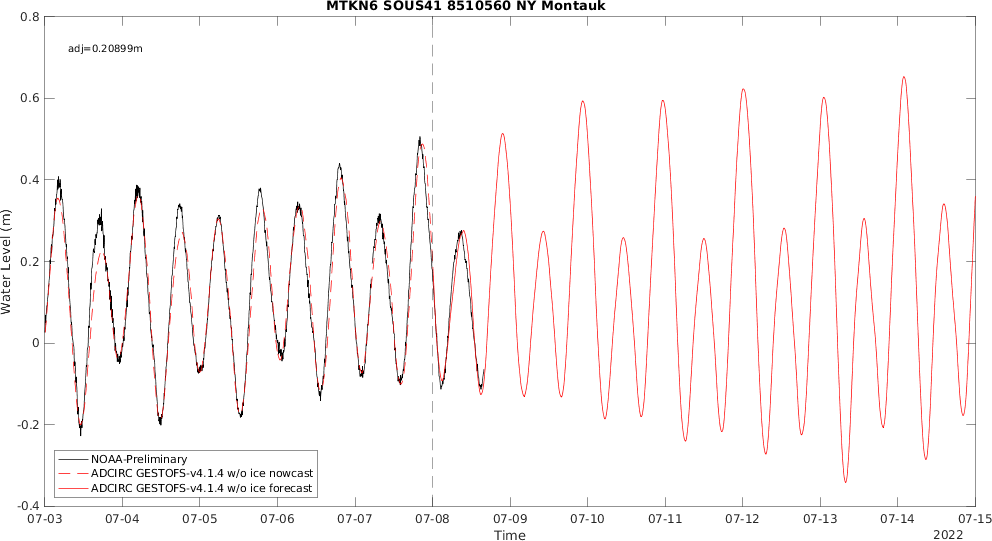 MTKN6 SOUS41 8510560 NY Montauk
0.8
adj=0.20899m
0.6
0.4
0.2
0
-0.2
-0.4
Water Level (m)
NOAA-Preliminary
ADCIRC GESTOFS-v4.1.4 w/o ice nowcast
ADCIRC GESTOFS-v4.1.4 w/o ice forecast
07-03 07-04 07-05 07-06 07-07 07-08 07-09 07-10 07-11 07-12 07-13 07-14 07-15
Time
2022